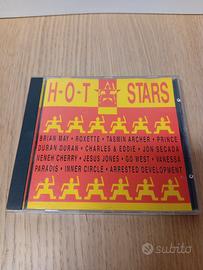 H-O-T STARS
BRIAN MAY • ROXETTE • TASMIN ARCHER • PRINCE
DURAN DURAN • CHARLES & EDDIE • JON SECADA
NENEH CHERRY • JESUS JONES • GO WEST • VANESSA
PARADIS • INNER CIRCLE • ARRESTED DEVELOPMENT
subito